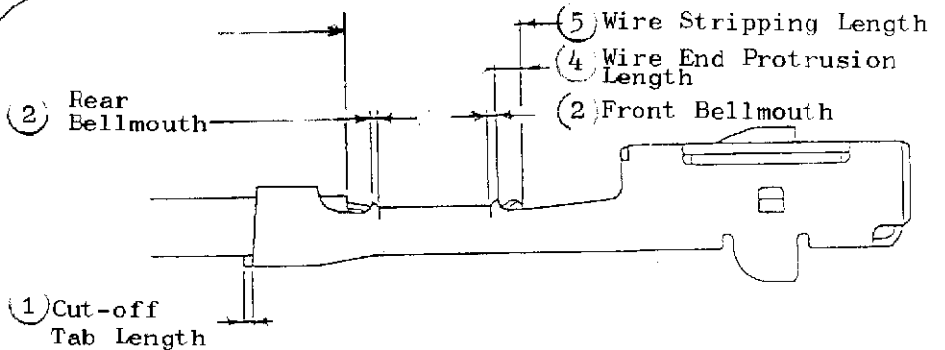 5 Wire Stripping Length
4 Wire End Protrusion
Length
2 Rear
Bellmouth
2 Front Bellmouth
1 Cut-off
Tab Length